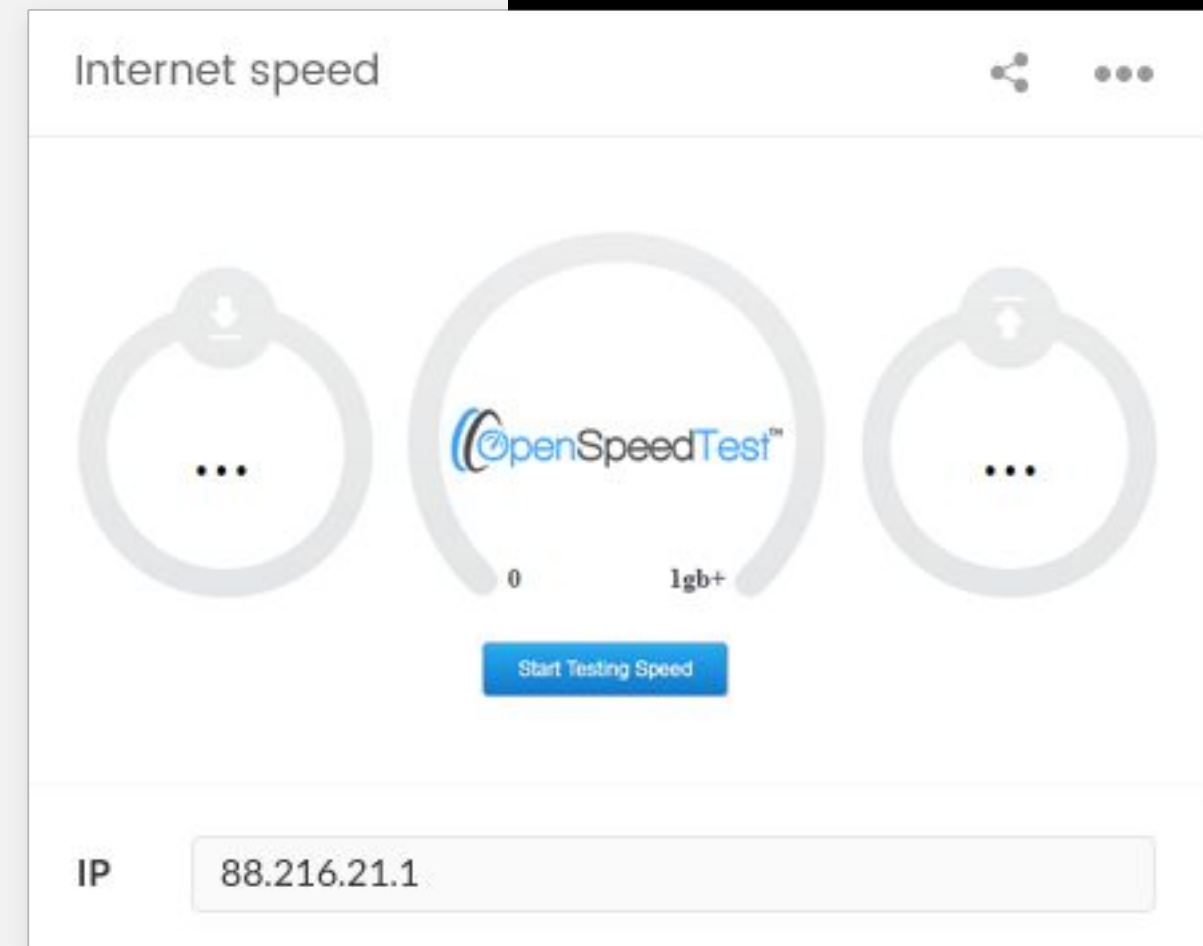 Internet speed
... OpenSpeedTest™ ...
0 1gb+
Start Testing Speed
IP 88.216.21.1